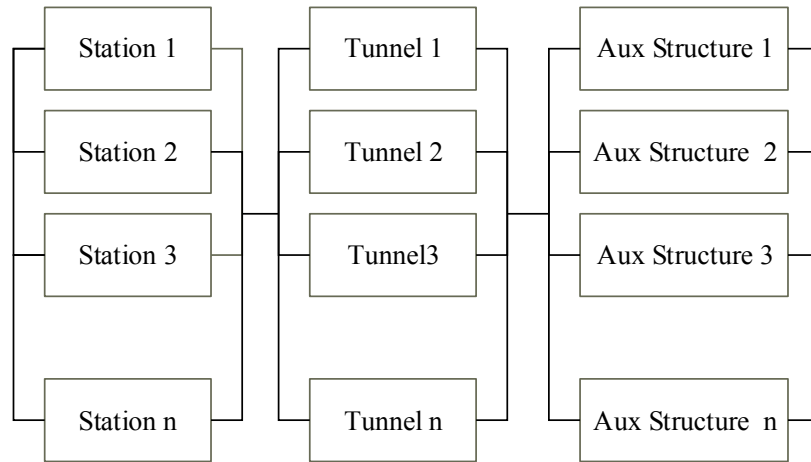 Station 1
Tunnel 1
Aux Structure 1
Station 2
Tunnel 2
Aux Structure 2
Station 3
Tunnel3
Aux Structure 3
Station n
Tunnel n
Aux Structure n